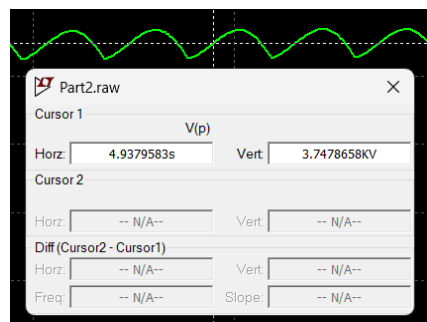 Part2.raw
Cursor 1
V(p)
Horz: 4.9379583s Vert: 3.7478658KV
Cursor 2
Horz: -- N/A-- Vert: -- N/A--
Diff (Cursor2 - Cursor1)
Horz: -- N/A-- Vert: -- N/A--
Freq: -- N/A-- Slope: -- N/A--